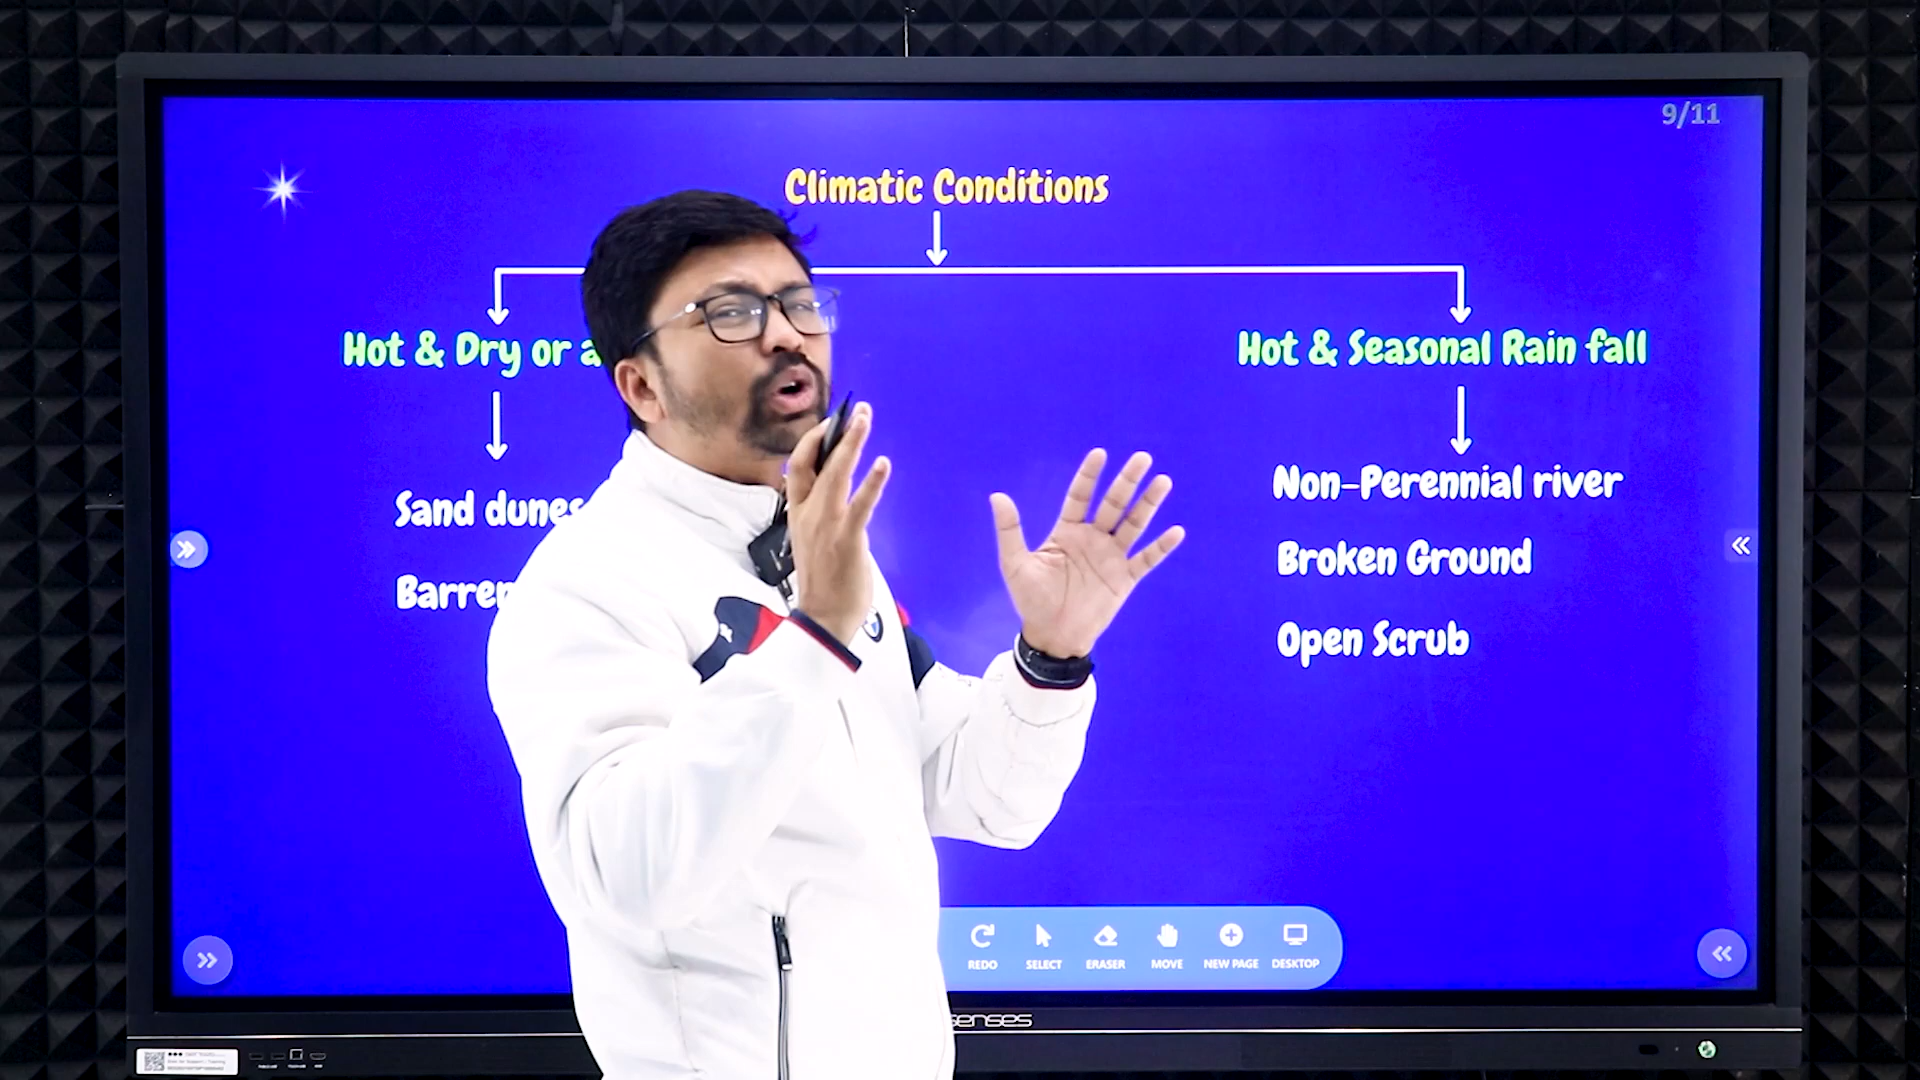 9/11
Climatic Conditions
Hot & Dry or a
Hot & Seasonal Rain fall
Sand dunes
Non-Perennial river
Barren
Broken Ground
Open Scrub
REDO SELECT ERASER MOVE NEW PAGE DESKTOP
senses